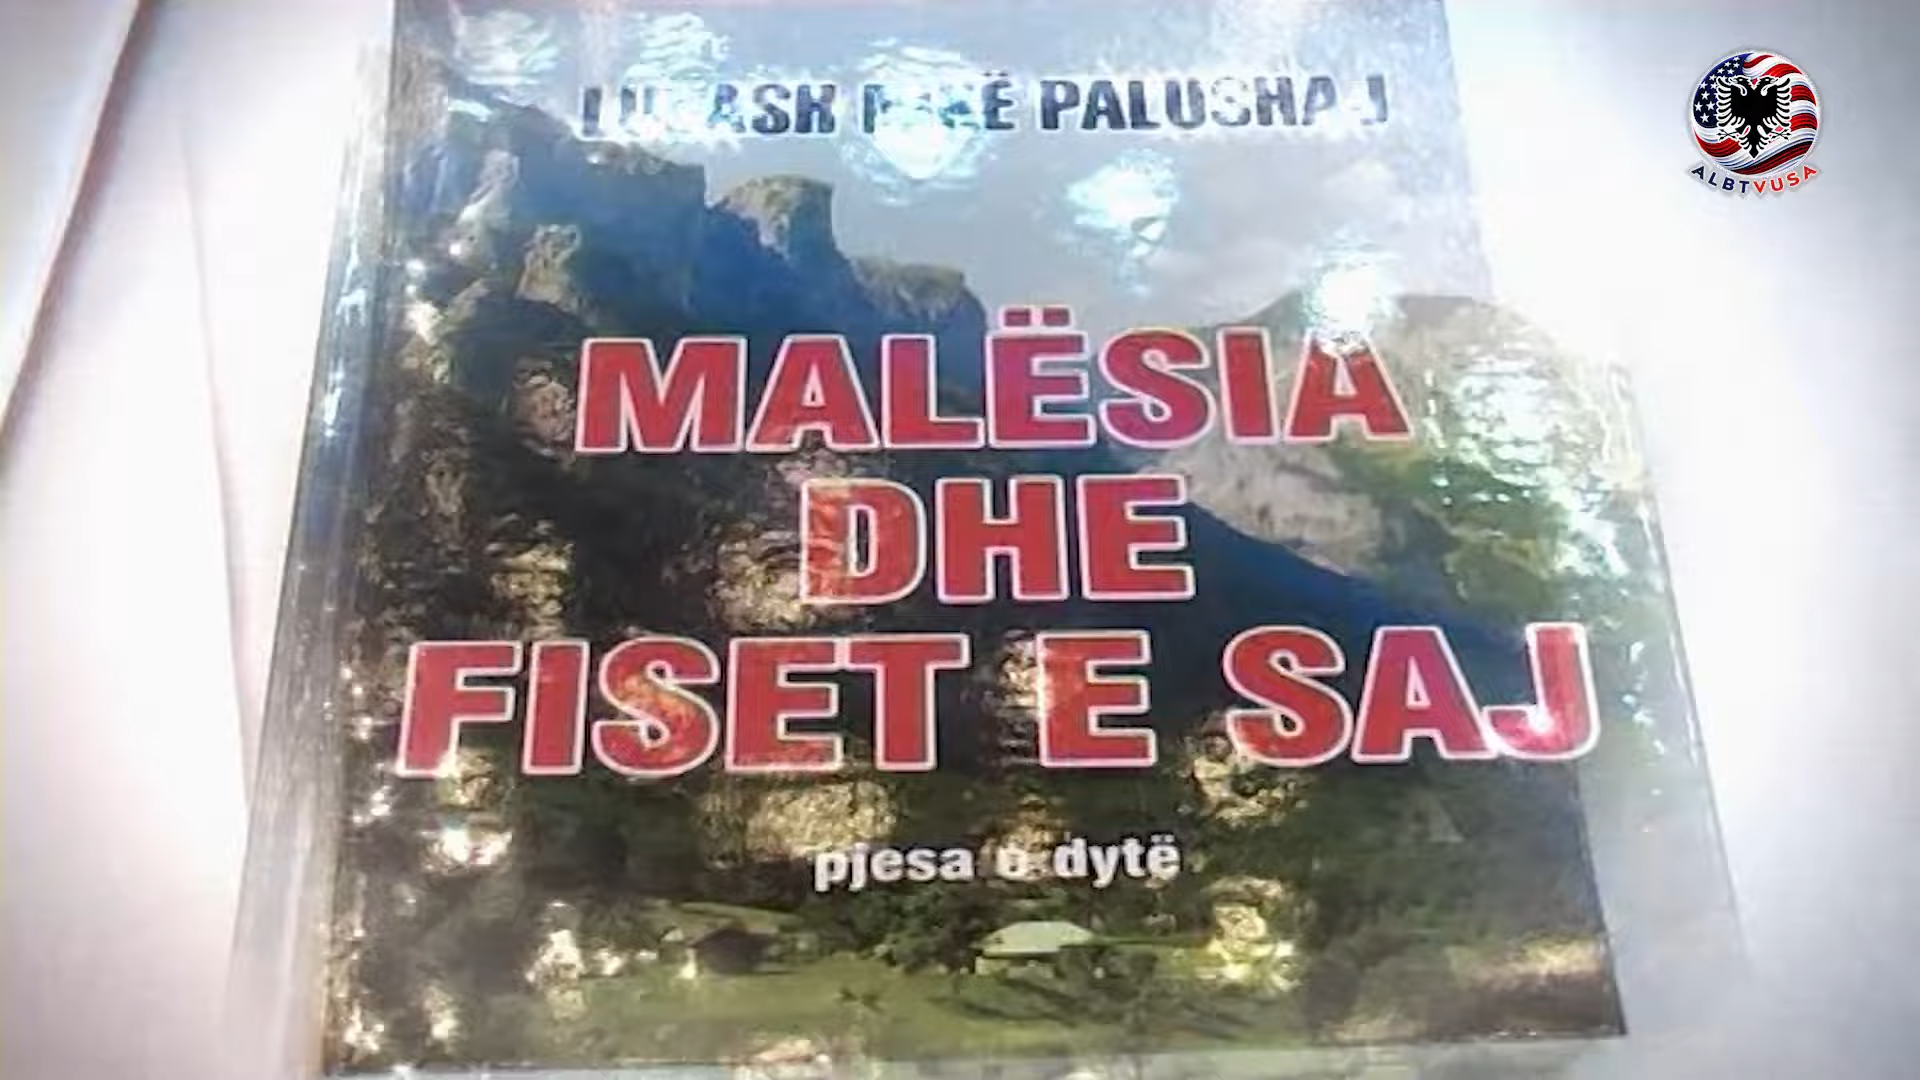 PALUSHAJ
MALËSIA
DHE
FISET E SAJ
pjesa e dytë
ALBTVUSA